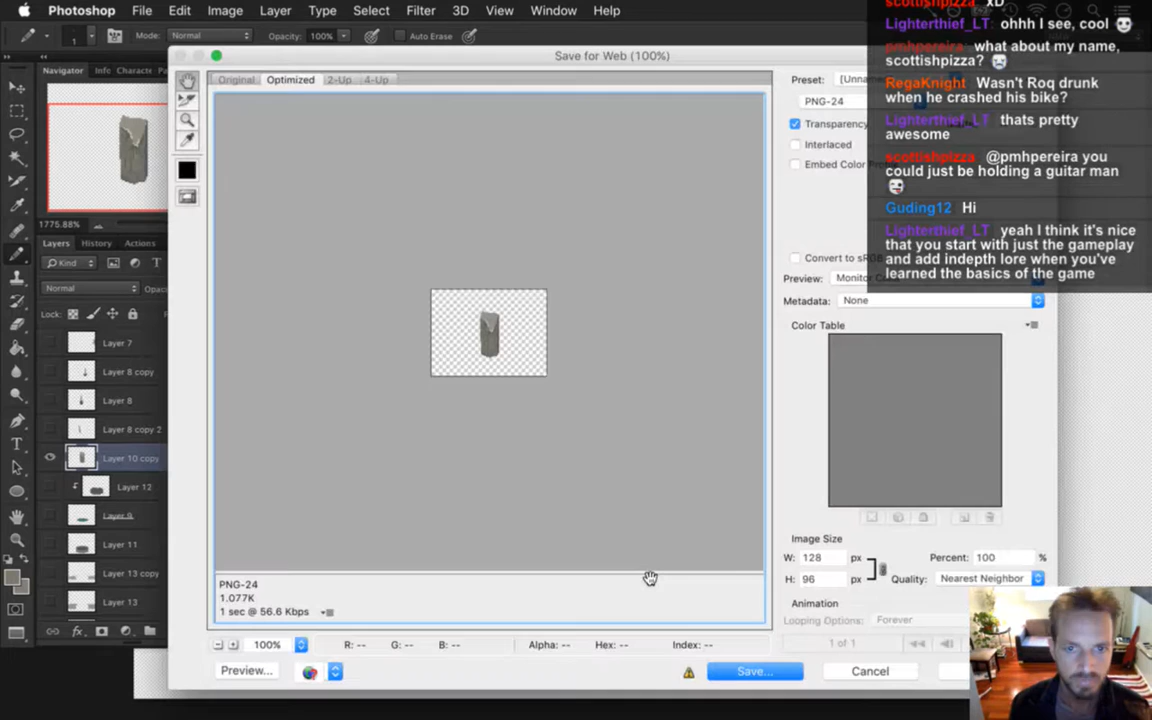 Photoshop File Edit Image Layer Type Select Filter 3D View Window Help
1 Mode: Normal Opacity: 100% Auto Erase
Navigator Info
1775.88%
Layers History Actions
Kind
Normal
Lock:
Layer 7
Layer 8 copy
Layer 8
Layer 8 copy 2
Layer 10 copy
Layer 12
Layer 9
Layer 11
Layer 13 copy
Layer 13
fx
Save for Web (100%)
Original Optimized 2-Up 4-Up
PNG-24
1.077K
1 sec @ 56.6 Kbps
100% R: -- G: -- B: -- Alpha: -- Hex: -- Index: --
Preview... Save... Cancel
Preset:
PNG-24
Transparency
Interlaced
Embed Color
Convert to
Preview: Monitor
Metadata: None
Color Table
Image Size
W: 128 px Percent: 100 %
H: 96 px Quality: Nearest Neighbor
Animation
Looping Options: Forever
1 of 1
scottishpizza xD
Lighterthief_LT: ohhh I see, cool
pmhpereira what about my name,
scottishpizza?
RegaKnight Wasn't Roq drunk
when he crashed his bike?
Lighterthief_LT thats pretty
awesome
scottishpizza @pmhpereira you
could just be holding a guitar man
Guding12 Hi
Lighterthief_LT yeah I think it's nice
that you start with just the gameplay
and add indepth lore when you've
learned the basics of the game